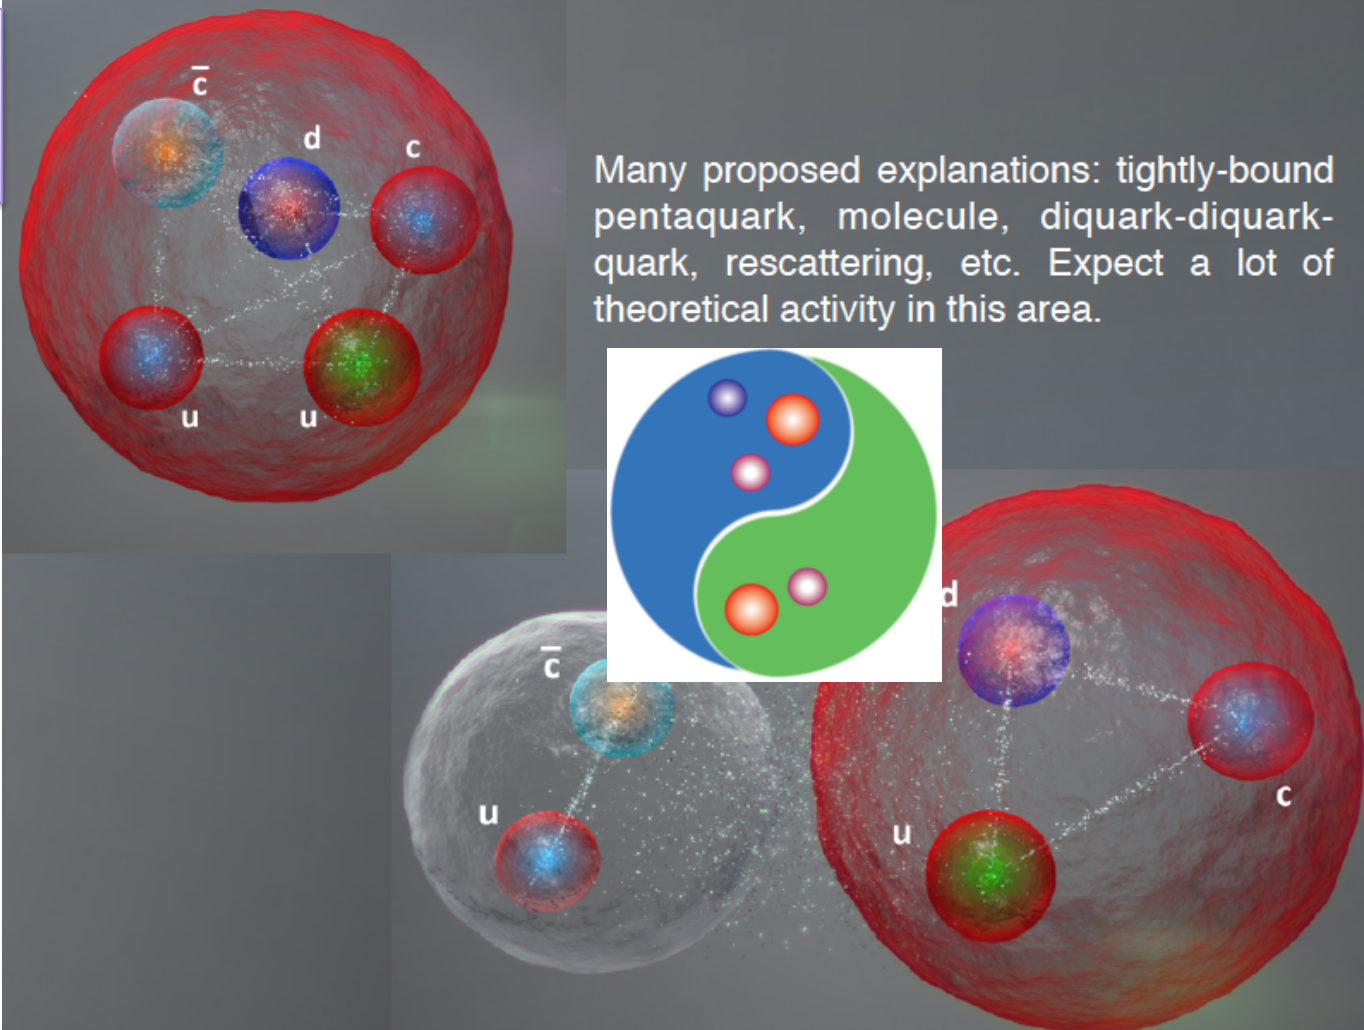 c̅
d
c
u
u
Many proposed explanations: tightly-bound
pentaquark, molecule, diquark-diquark-
quark, rescattering, etc. Expect a lot of
theoretical activity in this area.
c̅
u
d
c
u